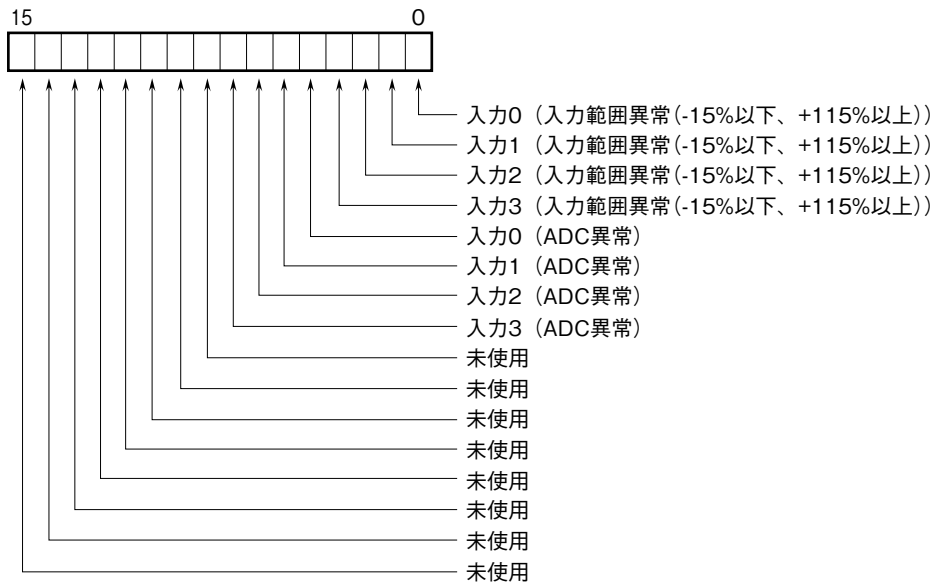 15 0
入力0（入力範囲異常（-15%以下、+115%以上））
入力1（入力範囲異常（-15%以下、+115%以上））
入力2（入力範囲異常（-15%以下、+115%以上））
入力3（入力範囲異常（-15%以下、+115%以上））
入力0（ADC異常）
入力1（ADC異常）
入力2（ADC異常）
入力3（ADC異常）
未使用
未使用
未使用
未使用
未使用
未使用
未使用
未使用